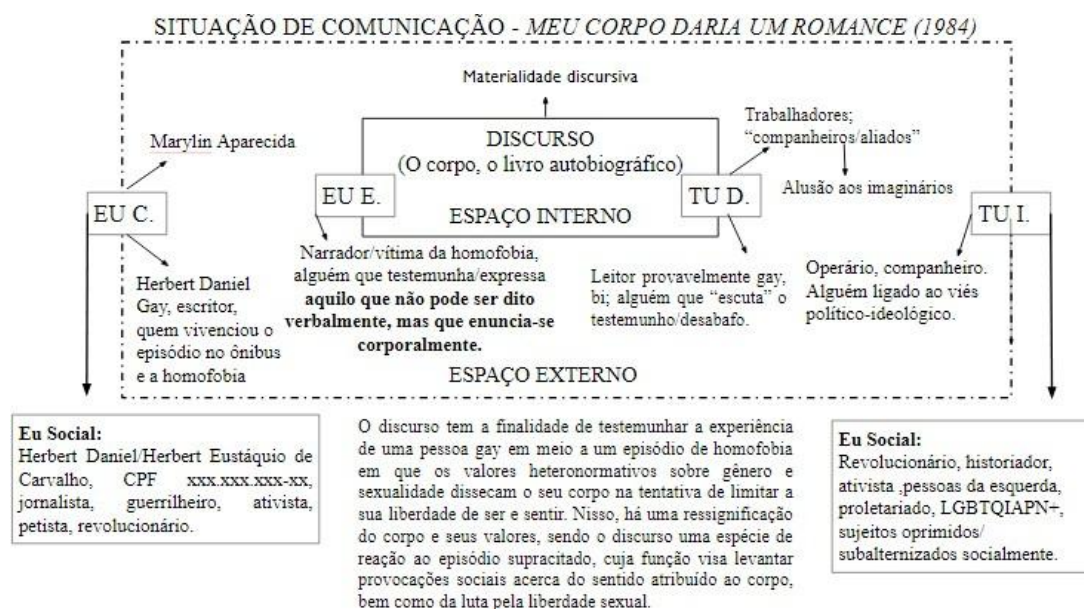 SITUAÇÃO DE COMUNICAÇÃO - MEU CORPO DARIA UM ROMANCE (1984)
Materialidade discursiva
Marylin Aparecida
EU C.
Herbert Daniel
Gay, escritor,
quem vivenciou o
episódio no ônibus
e a homofobia
DISCURSO
(O corpo, o livro autobiográfico)
EU E.
TU D.
ESPAÇO INTERNO
Narrador/vítima da homofobia,
alguém que testemunha/expressa
aquilo que não pode ser dito
verbalmente, mas que enuncia-se
corporalmente.
Trabalhadores;
“companheiros/aliados”
Alusão aos imaginários
Leitor provavelmente gay,
bi; alguém que “escuta” o
testemunho/desabafo.
TU I.
Operário, companheiro.
Alguém ligado ao viés
político-ideológico.
ESPAÇO EXTERNO
Eu Social:
Herbert Daniel/Herbert Eustáquio de
Carvalho, CPF xxx.xxx.xxx-xx,
jornalista, guerrilheiro, ativista,
petista, revolucionário.
O discurso tem a finalidade de testemunhar a experiência
de uma pessoa gay em meio a um episódio de homofobia
em que os valores heteronormativos sobre gênero e
sexualidade dissecam o seu corpo na tentativa de limitar a
sua liberdade de ser e sentir. Nisso, há uma ressignificação
do corpo e seus valores, sendo o discurso uma espécie de
reação ao episódio supracitado, cuja função visa levantar
provocações sociais acerca do sentido atribuído ao corpo,
bem como da luta pela liberdade sexual.
Eu Social:
Revolucionário, historiador,
ativista ,pessoas da esquerda,
proletariado, LGBTQIAPN+,
sujeitos oprimidos/
subalternizados socialmente.